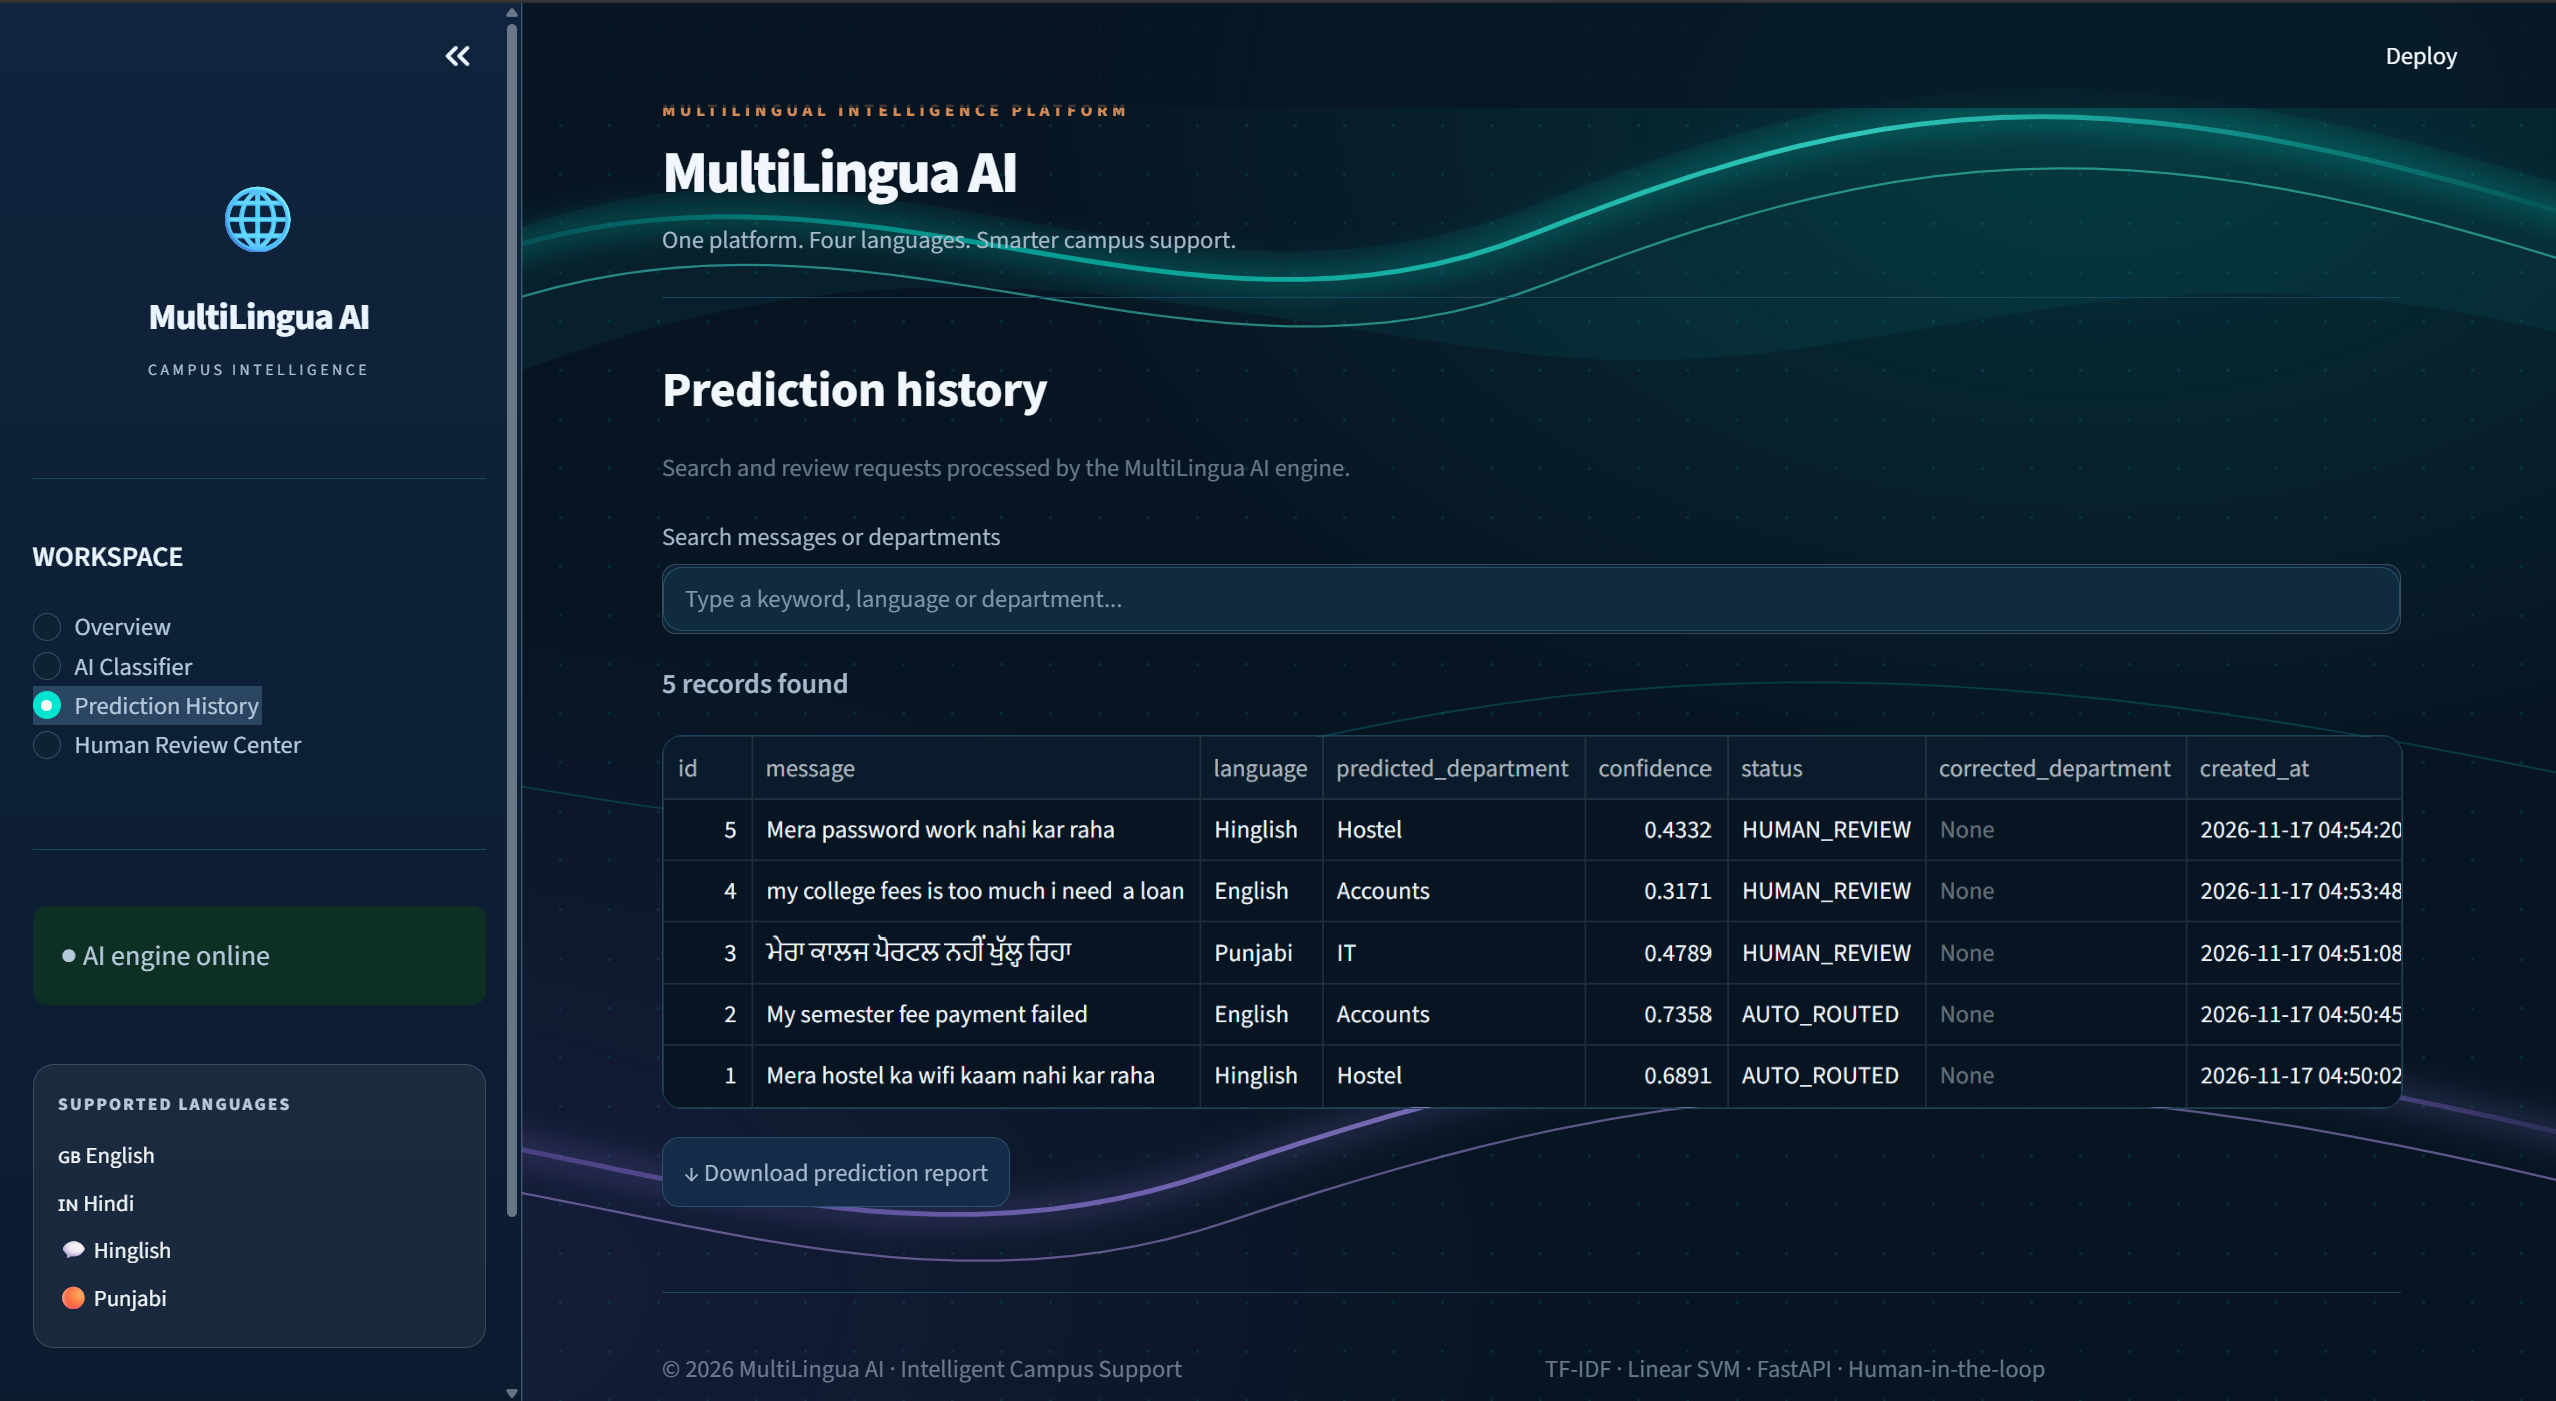 MultiLingua AI
CAMPUS INTELLIGENCE
WORKSPACE
Overview
AI Classifier
Prediction History
Human Review Center
AI engine online
SUPPORTED LANGUAGES
GB English
IN Hindi
Hinglish
Punjabi
Deploy
MULTILINGUAL INTELLIGENCE PLATFORM
MultiLingua AI
One platform. Four languages. Smarter campus support.
Prediction history
Search and review requests processed by the MultiLingua AI engine.
Search messages or departments
Type a keyword, language or department...
5 records found
id message language predicted_department confidence status corrected_department created_at
5 Mera password work nahi kar raha Hinglish Hostel 0.4332 HUMAN_REVIEW None 2026-11-17 04:54:20
4 my college fees is too much i need  a loan English Accounts 0.3171 HUMAN_REVIEW None 2026-11-17 04:53:48
3 ਮੇਰਾ ਕਾਲਜ ਪੋਰਟਲ ਨਹੀਂ ਖੁੱਲ੍ਹ ਰਿਹਾ Punjabi IT 0.4789 HUMAN_REVIEW None 2026-11-17 04:51:08
2 My semester fee payment failed English Accounts 0.7358 AUTO_ROUTED None 2026-11-17 04:50:45
1 Mera hostel ka wifi kaam nahi kar raha Hinglish Hostel 0.6891 AUTO_ROUTED None 2026-11-17 04:50:02
↓ Download prediction report
© 2026 MultiLingua AI · Intelligent Campus Support
TF-IDF · Linear SVM · FastAPI · Human-in-the-loop